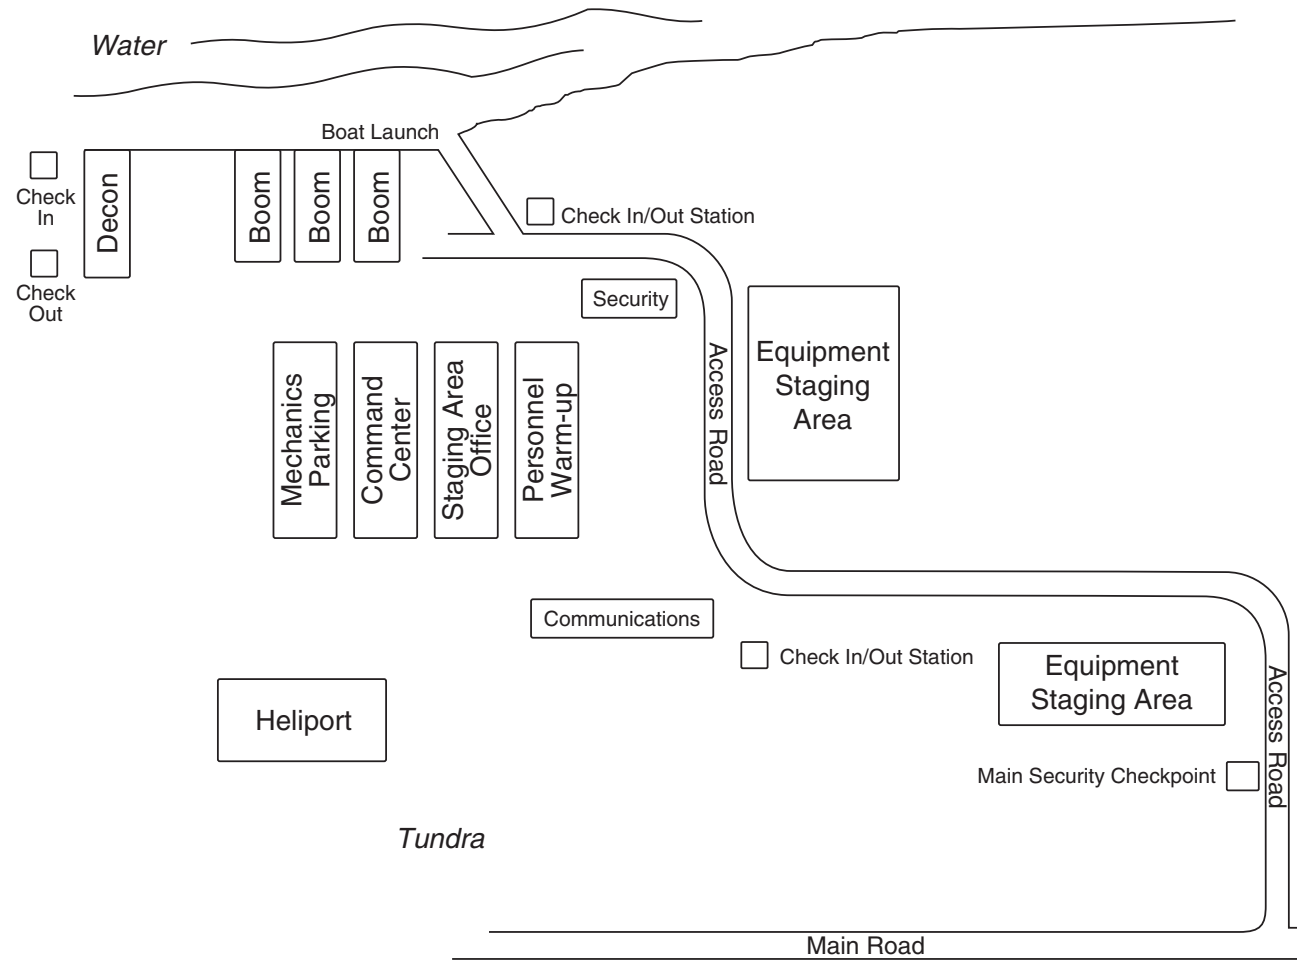 Water
Boat Launch
Check
In
Decon
Boom
Boom
Boom
Check In/Out Station
Check
Out
Security
Mechanics
Parking
Command
Center
Staging Area
Office
Personnel
Warm-up
Access Road
Equipment
Staging
Area
Communications
Check In/Out Station
Equipment
Staging Area
Heliport
Access Road
Main Security Checkpoint
Tundra
Main Road